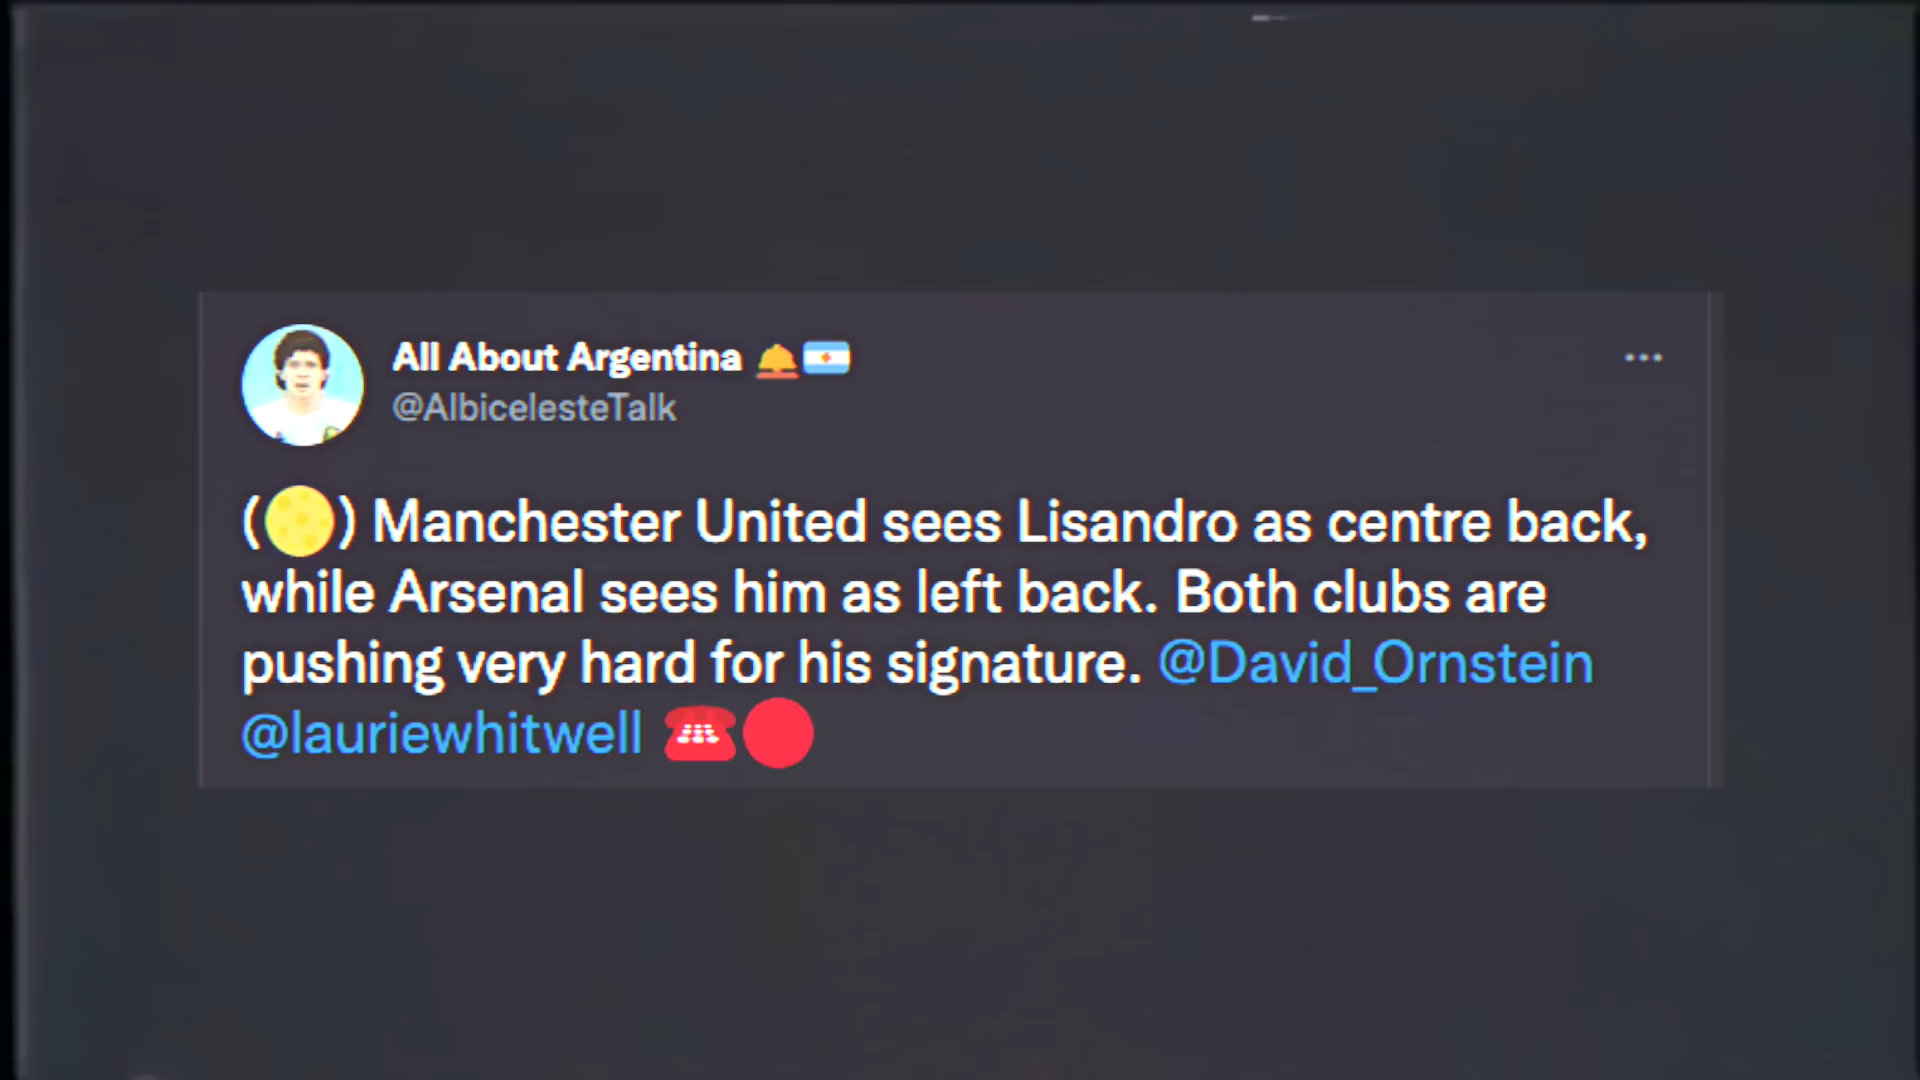 All About Argentina 🛎️🇦🇷
@AlbicelesteTalk
(🌕) Manchester United sees Lisandro as centre back,
while Arsenal sees him as left back. Both clubs are
pushing very hard for his signature. @David_Ornstein
@lauriewhitwell ☎️🔴